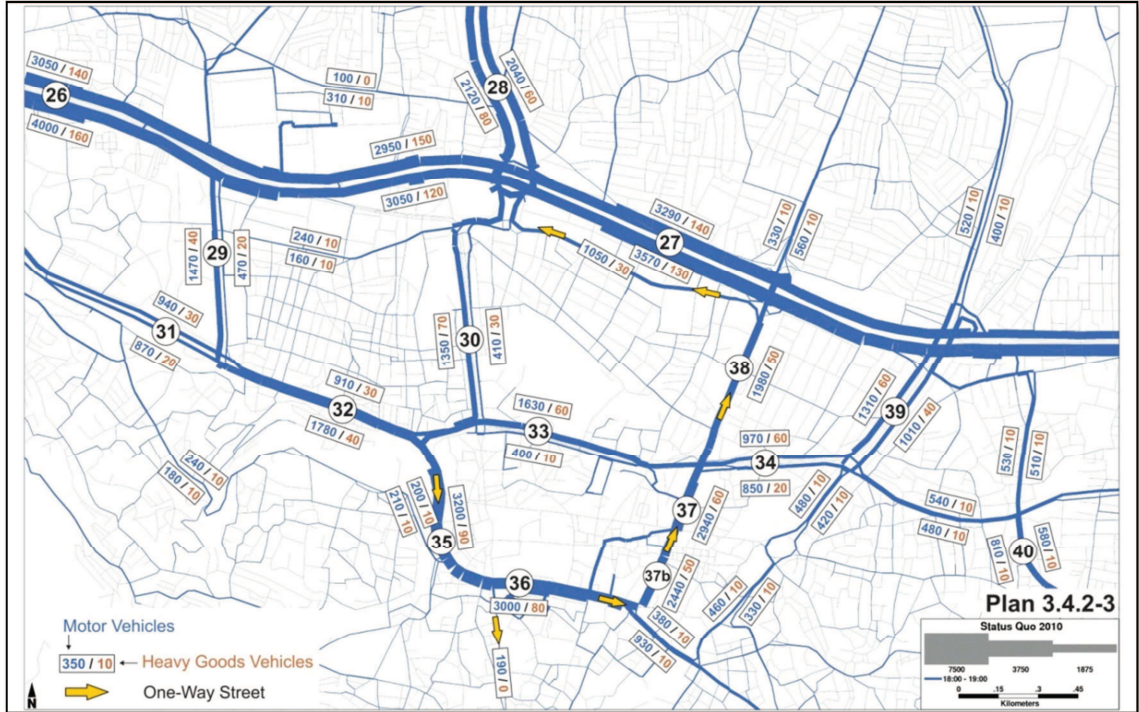 3050 / 140
26
4000 / 160
100 / 0
310 / 10
28
2120 / 80
2040 / 60
2950 / 150
3050 / 120
3290 / 140
27
3570 / 130
1050 / 30
330 / 10
560 / 10
520 / 10
400 / 10
1470 / 40
29
470 / 20
240 / 10
160 / 10
940 / 30
31
870 / 20
1350 / 70
30
410 / 30
910 / 30
32
1780 / 40
1630 / 60
33
400 / 10
38
1980 / 50
1310 / 60
39
1010 / 40
970 / 60
34
850 / 20
480 / 10
420 / 10
530 / 10
510 / 10
540 / 10
480 / 10
240 / 10
180 / 10
210 / 10
200 / 10
3200 / 90
35
36
3000 / 80
190 / 0
37
2940 / 60
37b
2440 / 50
380 / 10
930 / 10
460 / 10
330 / 10
810 / 10
40
580 / 10
Plan 3.4.2-3
Status Quo 2010
7500 3750 1875
18:00 - 19:00
0 .15 .3 .45
Kilometers
Motor Vehicles
350 / 10 Heavy Goods Vehicles
One-Way Street
N